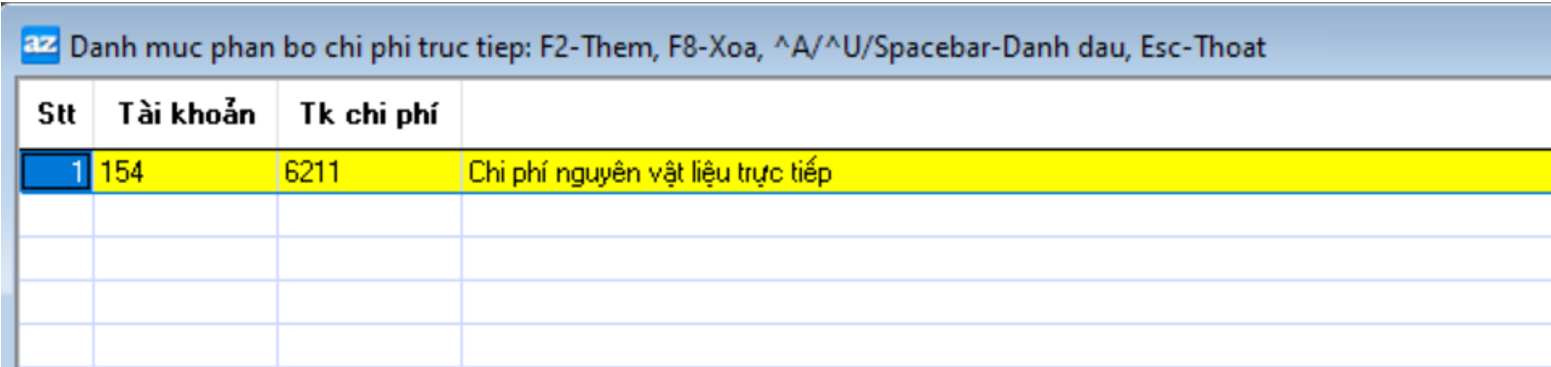 az Danh muc phan bo chi phi truc tiep: F2-Them, F8-Xoa, ^A/^U/Spacebar-Danh dau, Esc-Thoat
Stt Tài khoản Tk chi phí
1 154 6211 Chi phí nguyên vật liệu trực tiếp